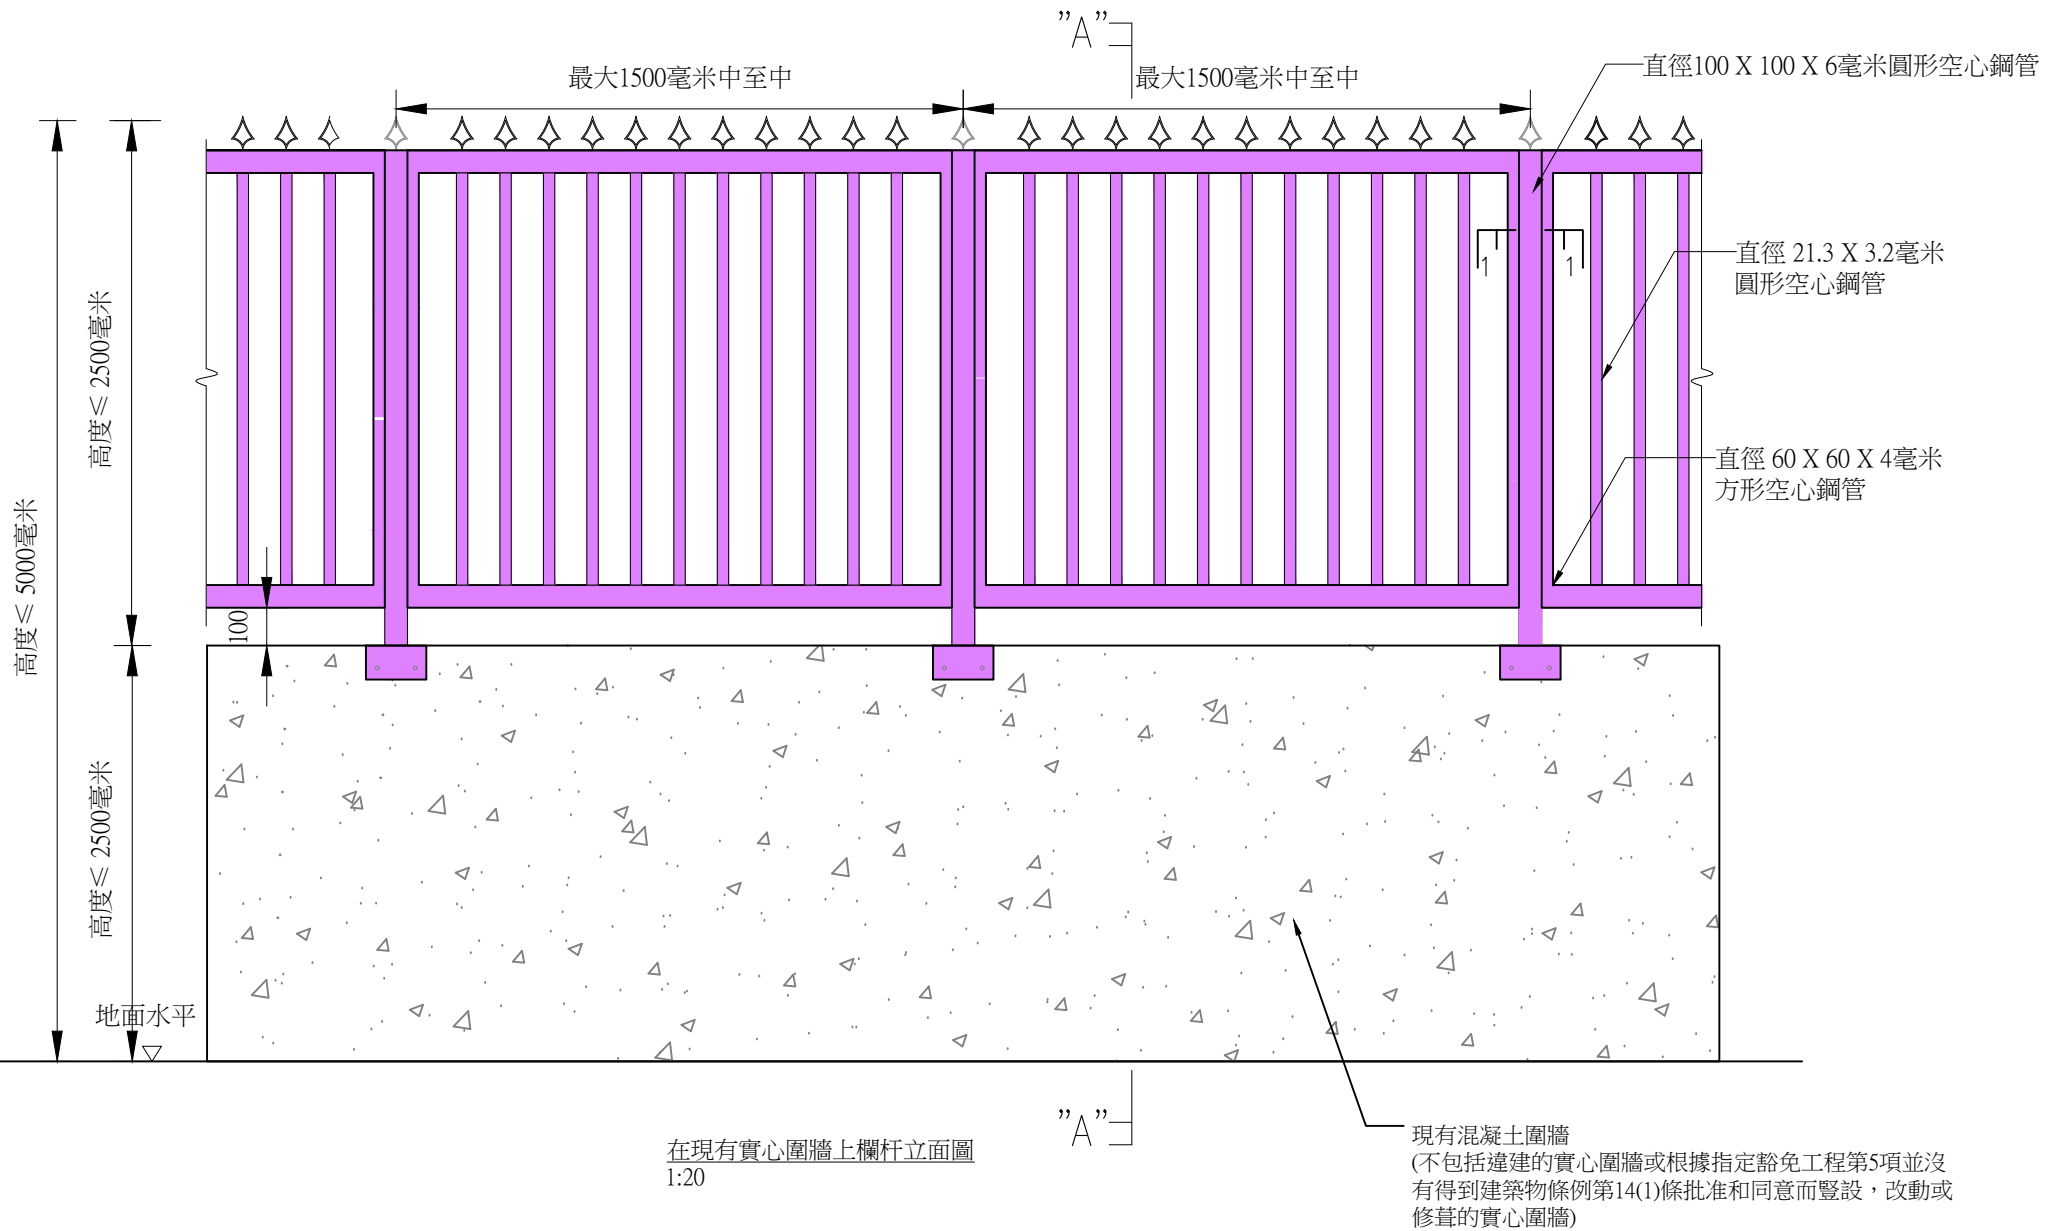 ”A”
最大1500毫米中至中
最大1500毫米中至中
直徑100 X 100 X 6毫米圓形空心鋼管
直徑 21.3 X 3.2毫米
圓形空心鋼管
1
1
高度≤ 2500毫米
直徑 60 X 60 X 4毫米
方形空心鋼管
高度≤ 5000毫米
100
高度≤ 2500毫米
地面水平
”A”
在現有實心圍牆上欄杆立面圖
1:20
現有混凝土圍牆
(不包括違建的實心圍牆或根據指定豁免工程第5項並沒
有得到建築物條例第14(1)條批准和同意而豎設，改動或
修葺的實心圍牆)